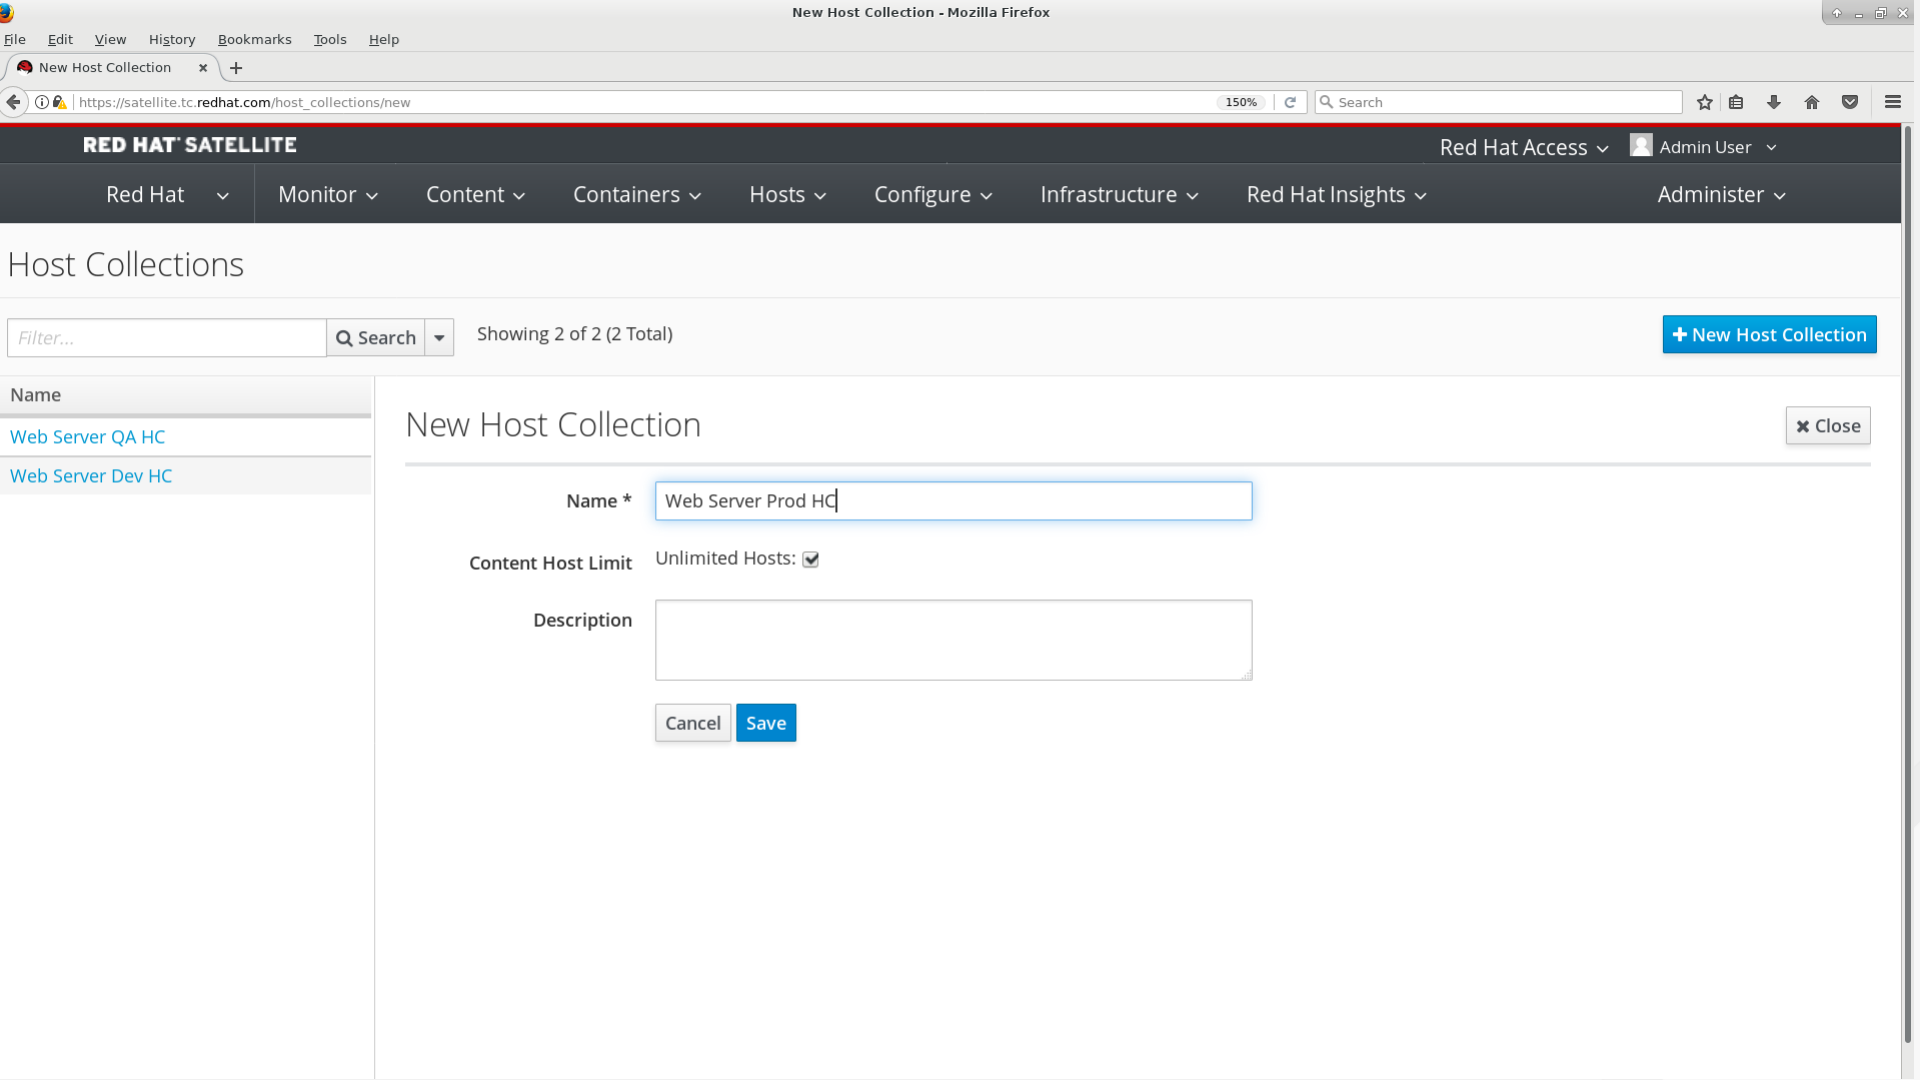 New Host Collection - Mozilla Firefox
File Edit View History Bookmarks Tools Help
New Host Collection
https://satellite.tc.redhat.com/host_collections/new 150% Search
RED HAT SATELLITE Red Hat Access Admin User
Red Hat Monitor Content Containers Hosts Configure Infrastructure Red Hat Insights Administer
Host Collections
Filter... Search Showing 2 of 2 (2 Total) New Host Collection
Name
Web Server QA HC
Web Server Dev HC
New Host Collection Close
Name * Web Server Prod HC
Content Host Limit Unlimited Hosts:
Description
Cancel Save